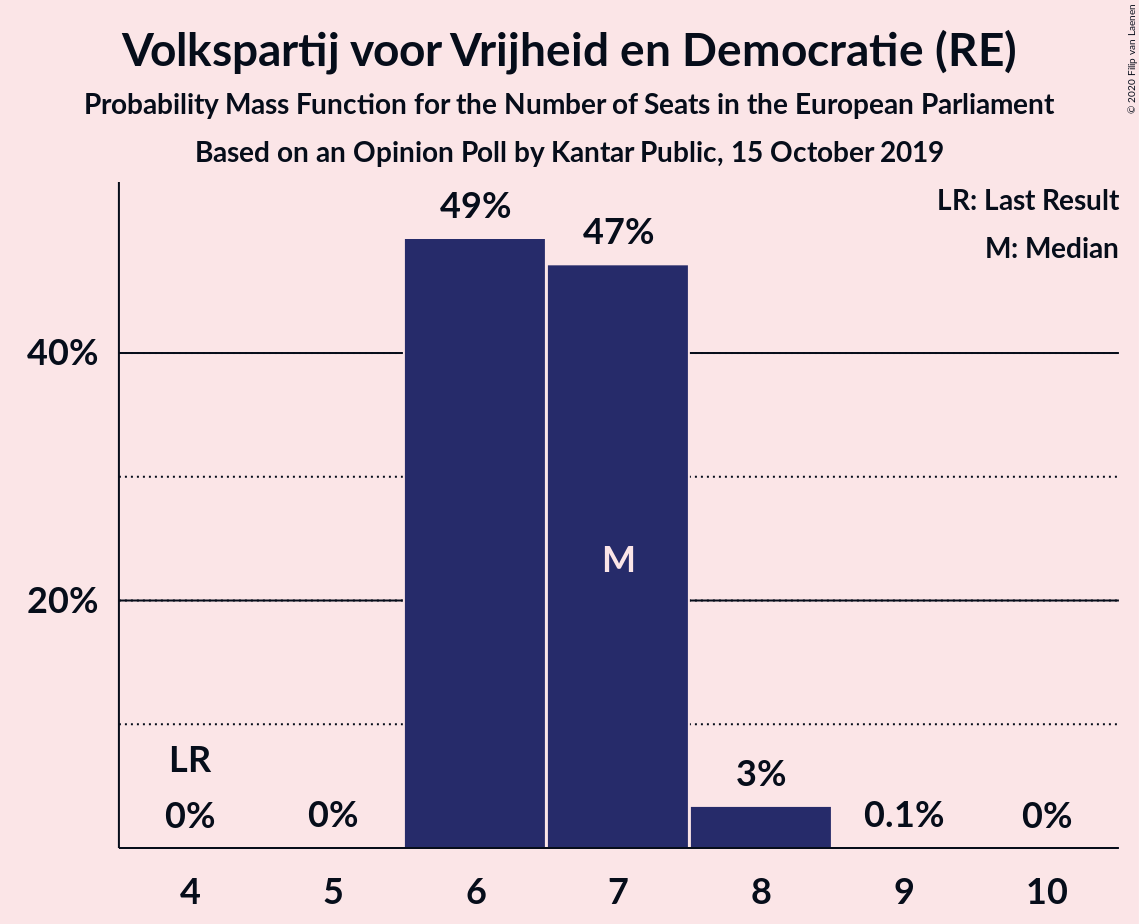 Volkspartij voor Vrijheid en Democratie (RE)
Probability Mass Function for the Number of Seats in the European Parliament
Based on an Opinion Poll by Kantar Public, 15 October 2019
© 2020 Filip van Laenen
LR: Last Result
M: Median
49%
47%
40%
M
20%
LR
3%
0%
0%
0.1%
0%
4
5
6
7
8
9
10